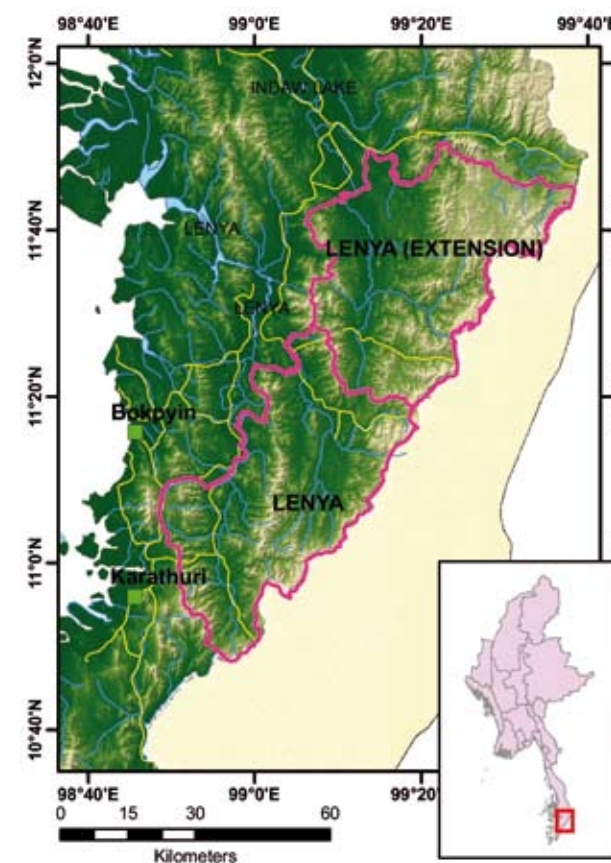 98°40'E 99°0'E 99°20'E 99°40'E
12°0'N
INDAW LAKE
11°40'N
LENYA
LENYA (EXTENSION)
LENYA
11°20'N
Bokpyin
LENYA
11°0'N
Karathuri
10°40'N
98°40'E 99°0'E 99°20
0 15 30 60
Kilometers